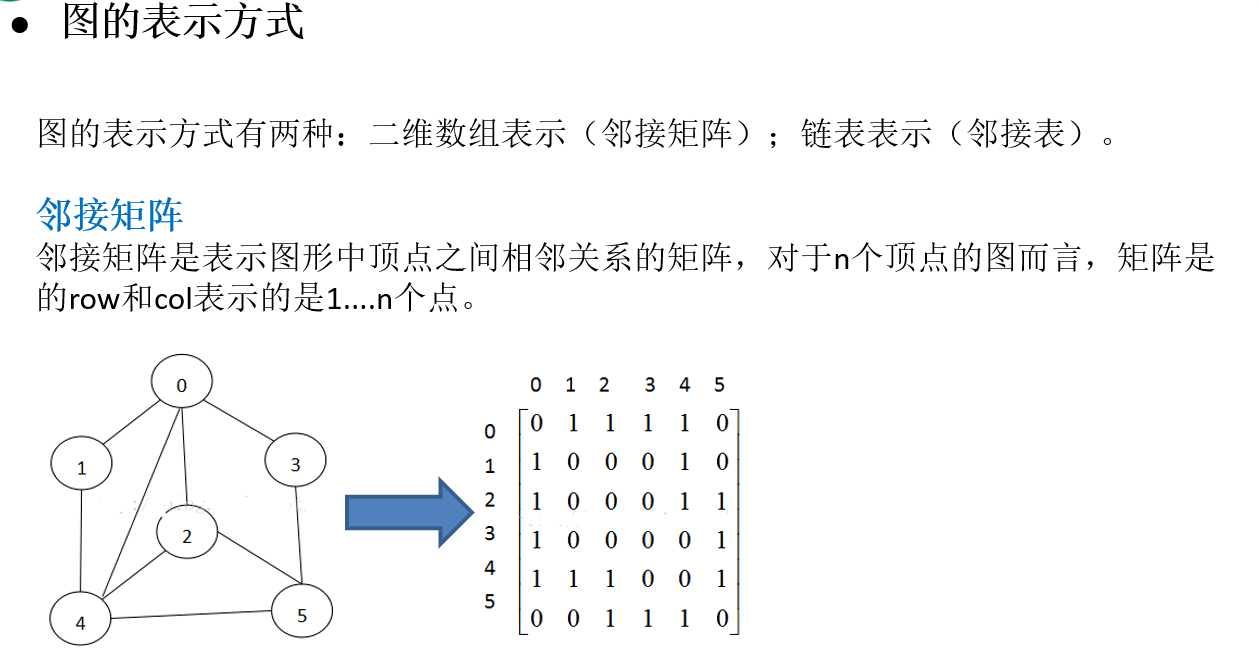 ● 图的表示方式
图的表示方式有两种：二维数组表示（邻接矩阵）；链表表示（邻接表）。
邻接矩阵
邻接矩阵是表示图形中顶点之间相邻关系的矩阵，对于n个顶点的图而言，矩阵是
的row和col表示的是1....n个点。
0
1
3
2
4
5
0 1 2 3 4 5
0 0 1 1 1 1 0
1 1 0 0 0 1 0
2 1 0 0 0 1 1
3 1 0 0 0 0 1
4 1 1 1 0 0 1
5 0 0 1 1 1 0